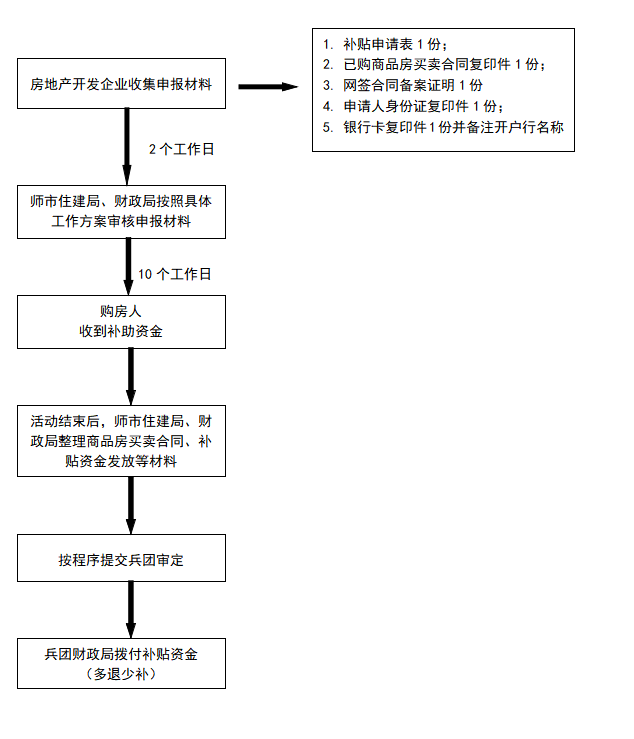 房地产开发企业收集申报材料
1. 补贴申请表 1 份；
2. 已购商品房买卖合同复印件 1 份；
3. 网签合同备案证明 1 份
4. 申请人身份证复印件 1 份；
5. 银行卡复印件 1 份并备注开户行名称
2 个工作日
师市住建局、财政局按照具体
工作方案审核申报材料
10 个工作日
购房人
收到补助资金
活动结束后，师市住建局、财
政局整理商品房买卖合同、补
贴资金发放等材料
按程序提交兵团审定
兵团财政局拨付补贴资金
（多退少补）